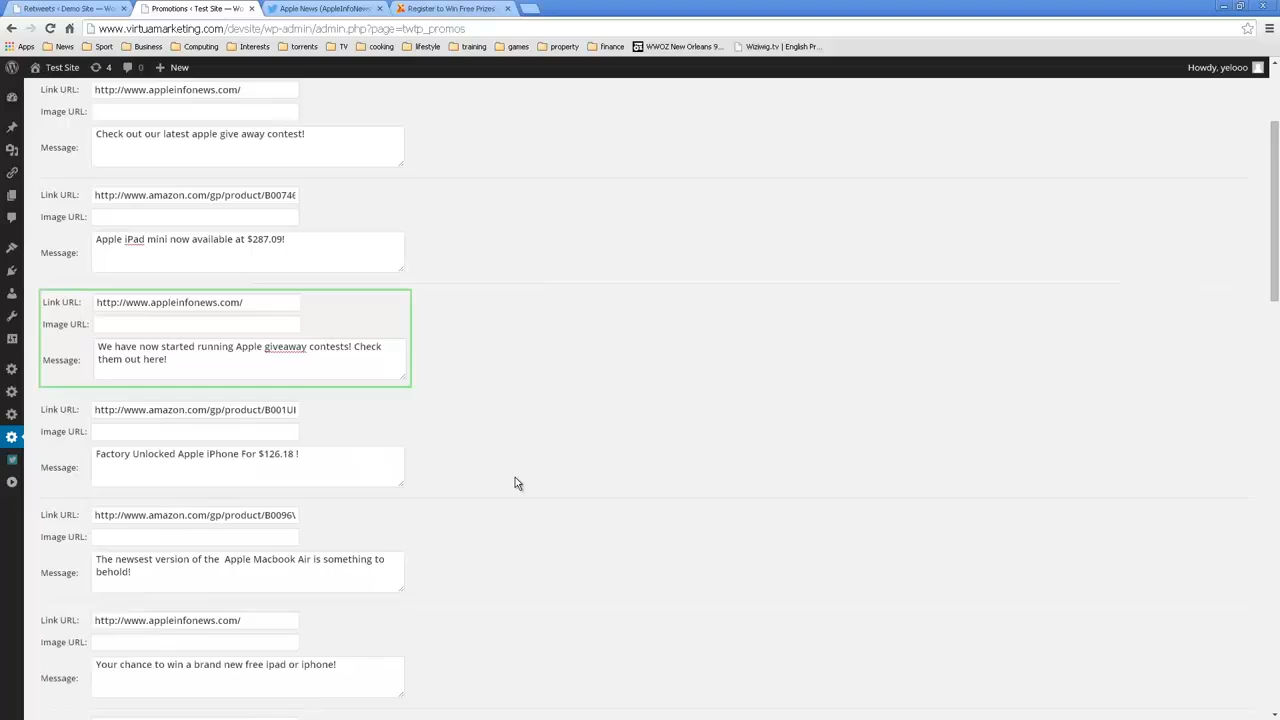 Retweets ‹ Demo Site — Wo
Promotions ‹ Test Site — Wo
Apple News (AppleInfoNews
Register to Win Free Prizes
www.virtuamarketing.com/devsite/wp-admin/admin.php?page=twtp_promos
Apps News Sport Business Computing Interests torrents TV cooking lifestyle training games property finance WWOZ New Orleans 9... Wiziwig.tv | English Pr...
Test Site 4 0 New Howdy, yelooo
Link URL: http://www.appleinfonews.com/
Image URL:
Check out our latest apple give away contest!
Message:
Link URL: http://www.amazon.com/gp/product/B0074
Image URL:
Apple iPad mini now available at $287.09!
Message:
Link URL: http://www.appleinfonews.com/
Image URL:
We have now started running Apple giveaway contests! Check
them out here!
Message:
Link URL: http://www.amazon.com/gp/product/B001U
Image URL:
Factory Unlocked Apple iPhone For $126.18 !
Message:
Link URL: http://www.amazon.com/gp/product/B0096
Image URL:
The newsest version of the  Apple Macbook Air is something to
behold!
Message:
Link URL: http://www.appleinfonews.com/
Image URL:
Your chance to win a brand new free ipad or iphone!
Message: